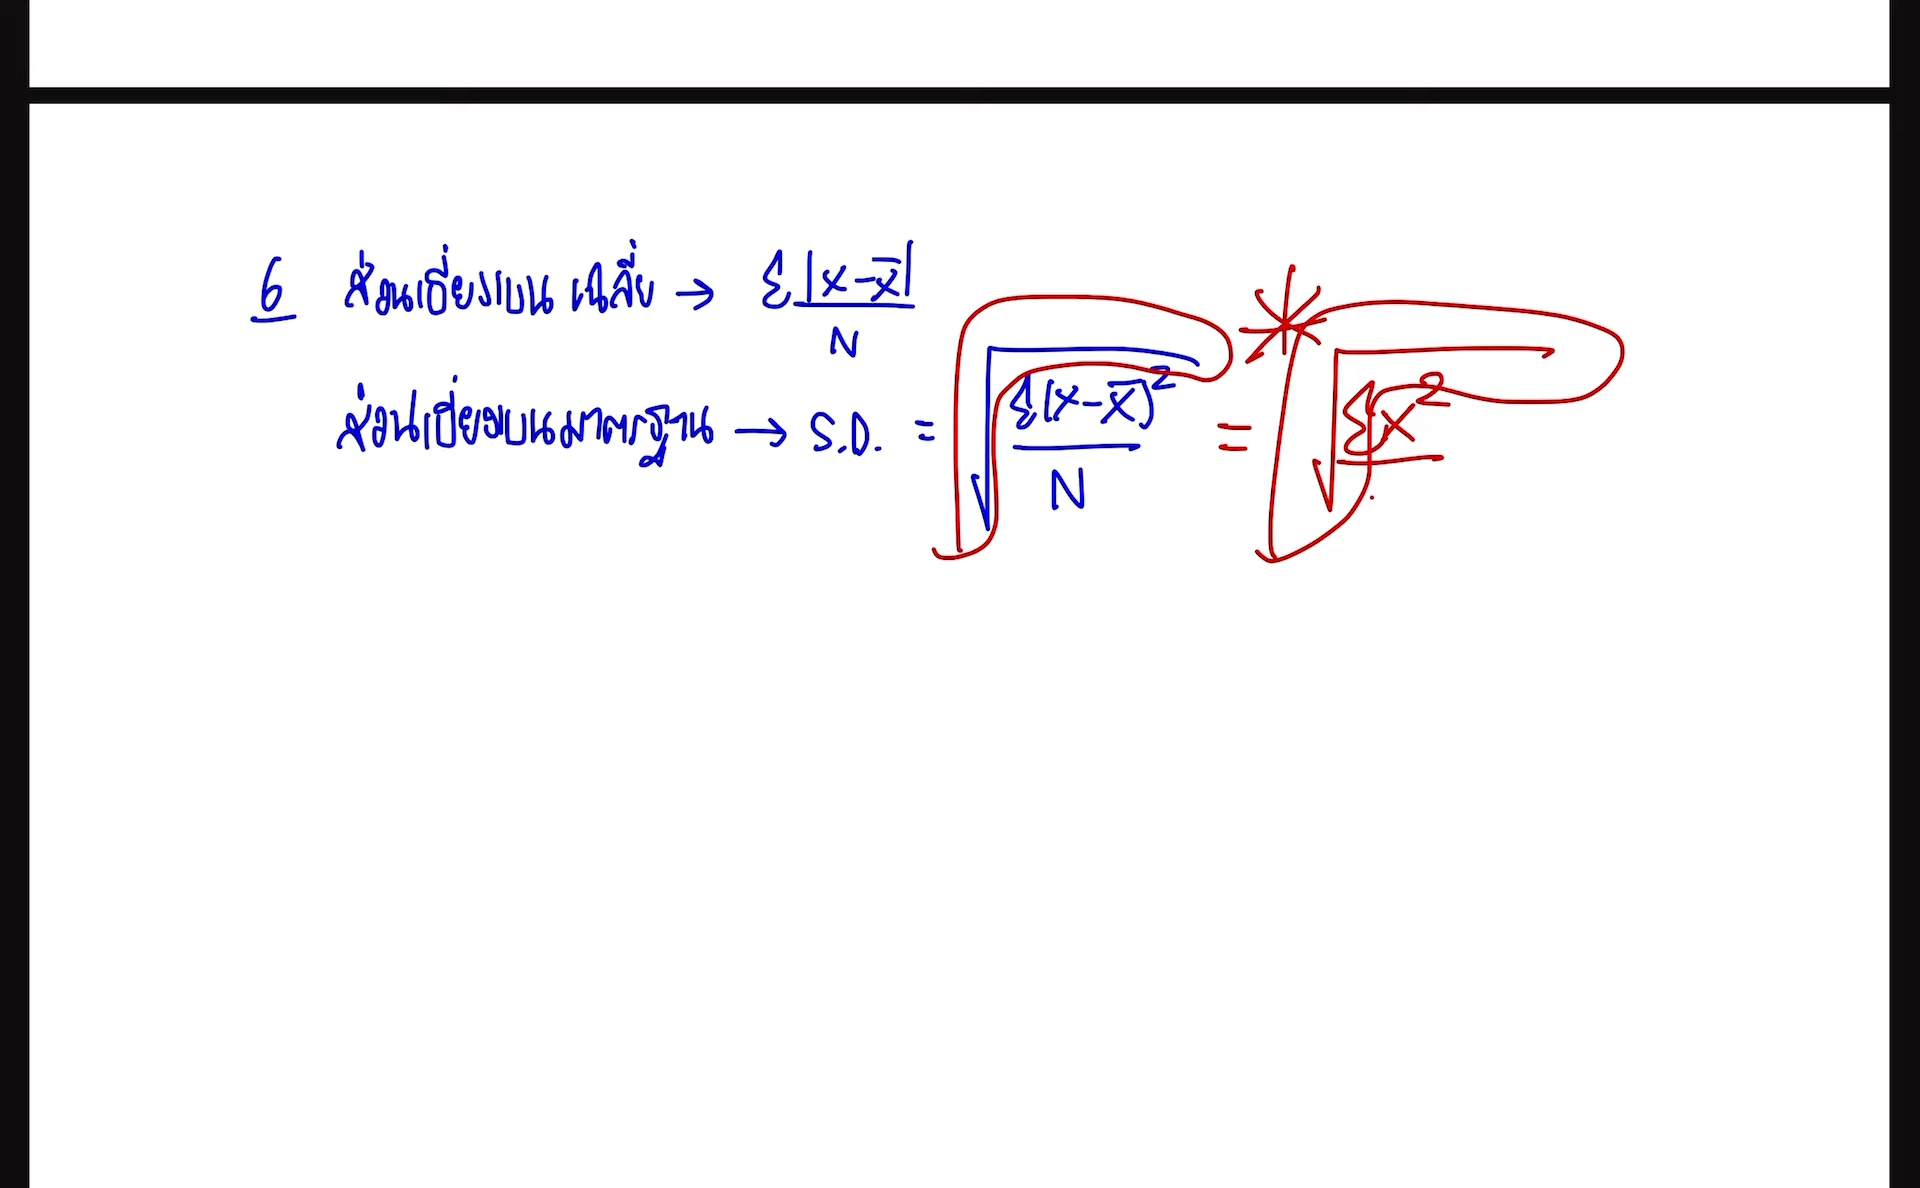 6 ส่วนเบี่ยงเบน เฉลี่ย → Σ|x-x̄| / N
ส่วนเบี่ยงเบนมาตรฐาน → S.D. = √(Σ(x-x̄)² / N) = √(Σx² /